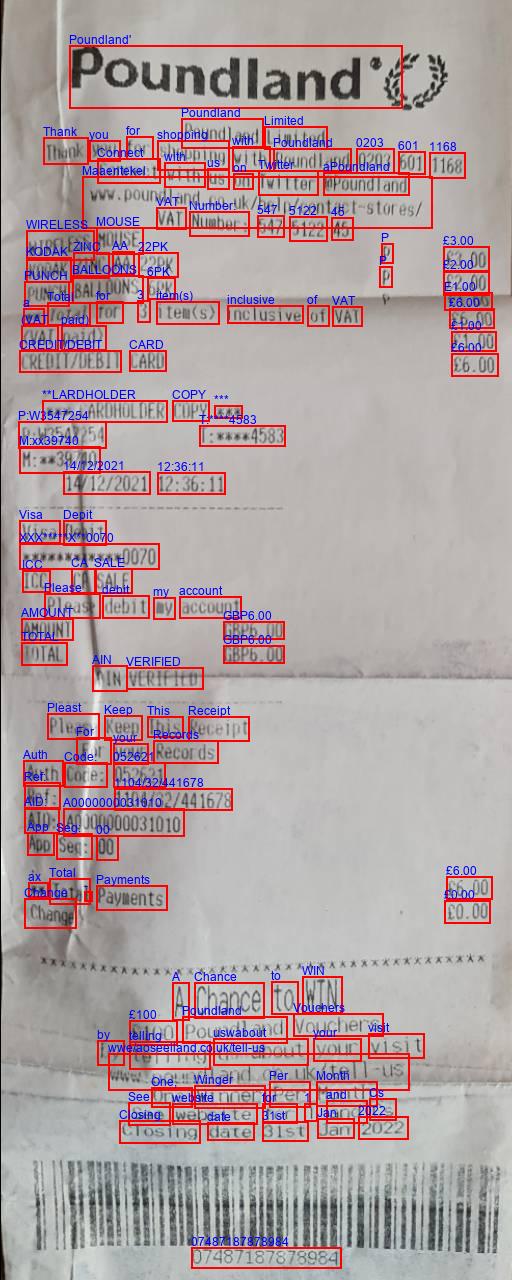 Poundland®
Poundland Limited
Thank you for shopping with Poundland 0203 601 1168
Connect with us on Twitter @Poundland
www.poundland.co.uk/help/contact-stores/
VAT Number: 547 5122 45
WIRELESS MOUSE P £3.00
KODAK ZINC AA 22PK P £2.00
PUNCH BALLOONS 6PK P £1.00
Total for 3 item(s) inclusive of VAT £6.00
(VAT paid) £1.00
CREDIT/DEBIT CARD £6.00
**CARDHOLDER COPY ***
P:W3547254 T:****4583
M:**39740
14/12/2021 12:36:11
Visa Debit
************0070
ICC CA SALE
Please debit my account
AMOUNT GBP6.00
TOTAL GBP6.00
PIN VERIFIED
Please Keep This Receipt
For your Records
Auth Code: 052621
Ref: 1104/32/441678
AID: A0000000031010
App Seq: 00
** Total Payments £6.00
Change £0.00
A Chance to WIN
£100 Poundland Vouchers
by telling us about your visit
www.poundland.co.uk/tell-us
One Winner Per Month
See website for T and Cs
Closing date 31st Jan 2022
07487187878984